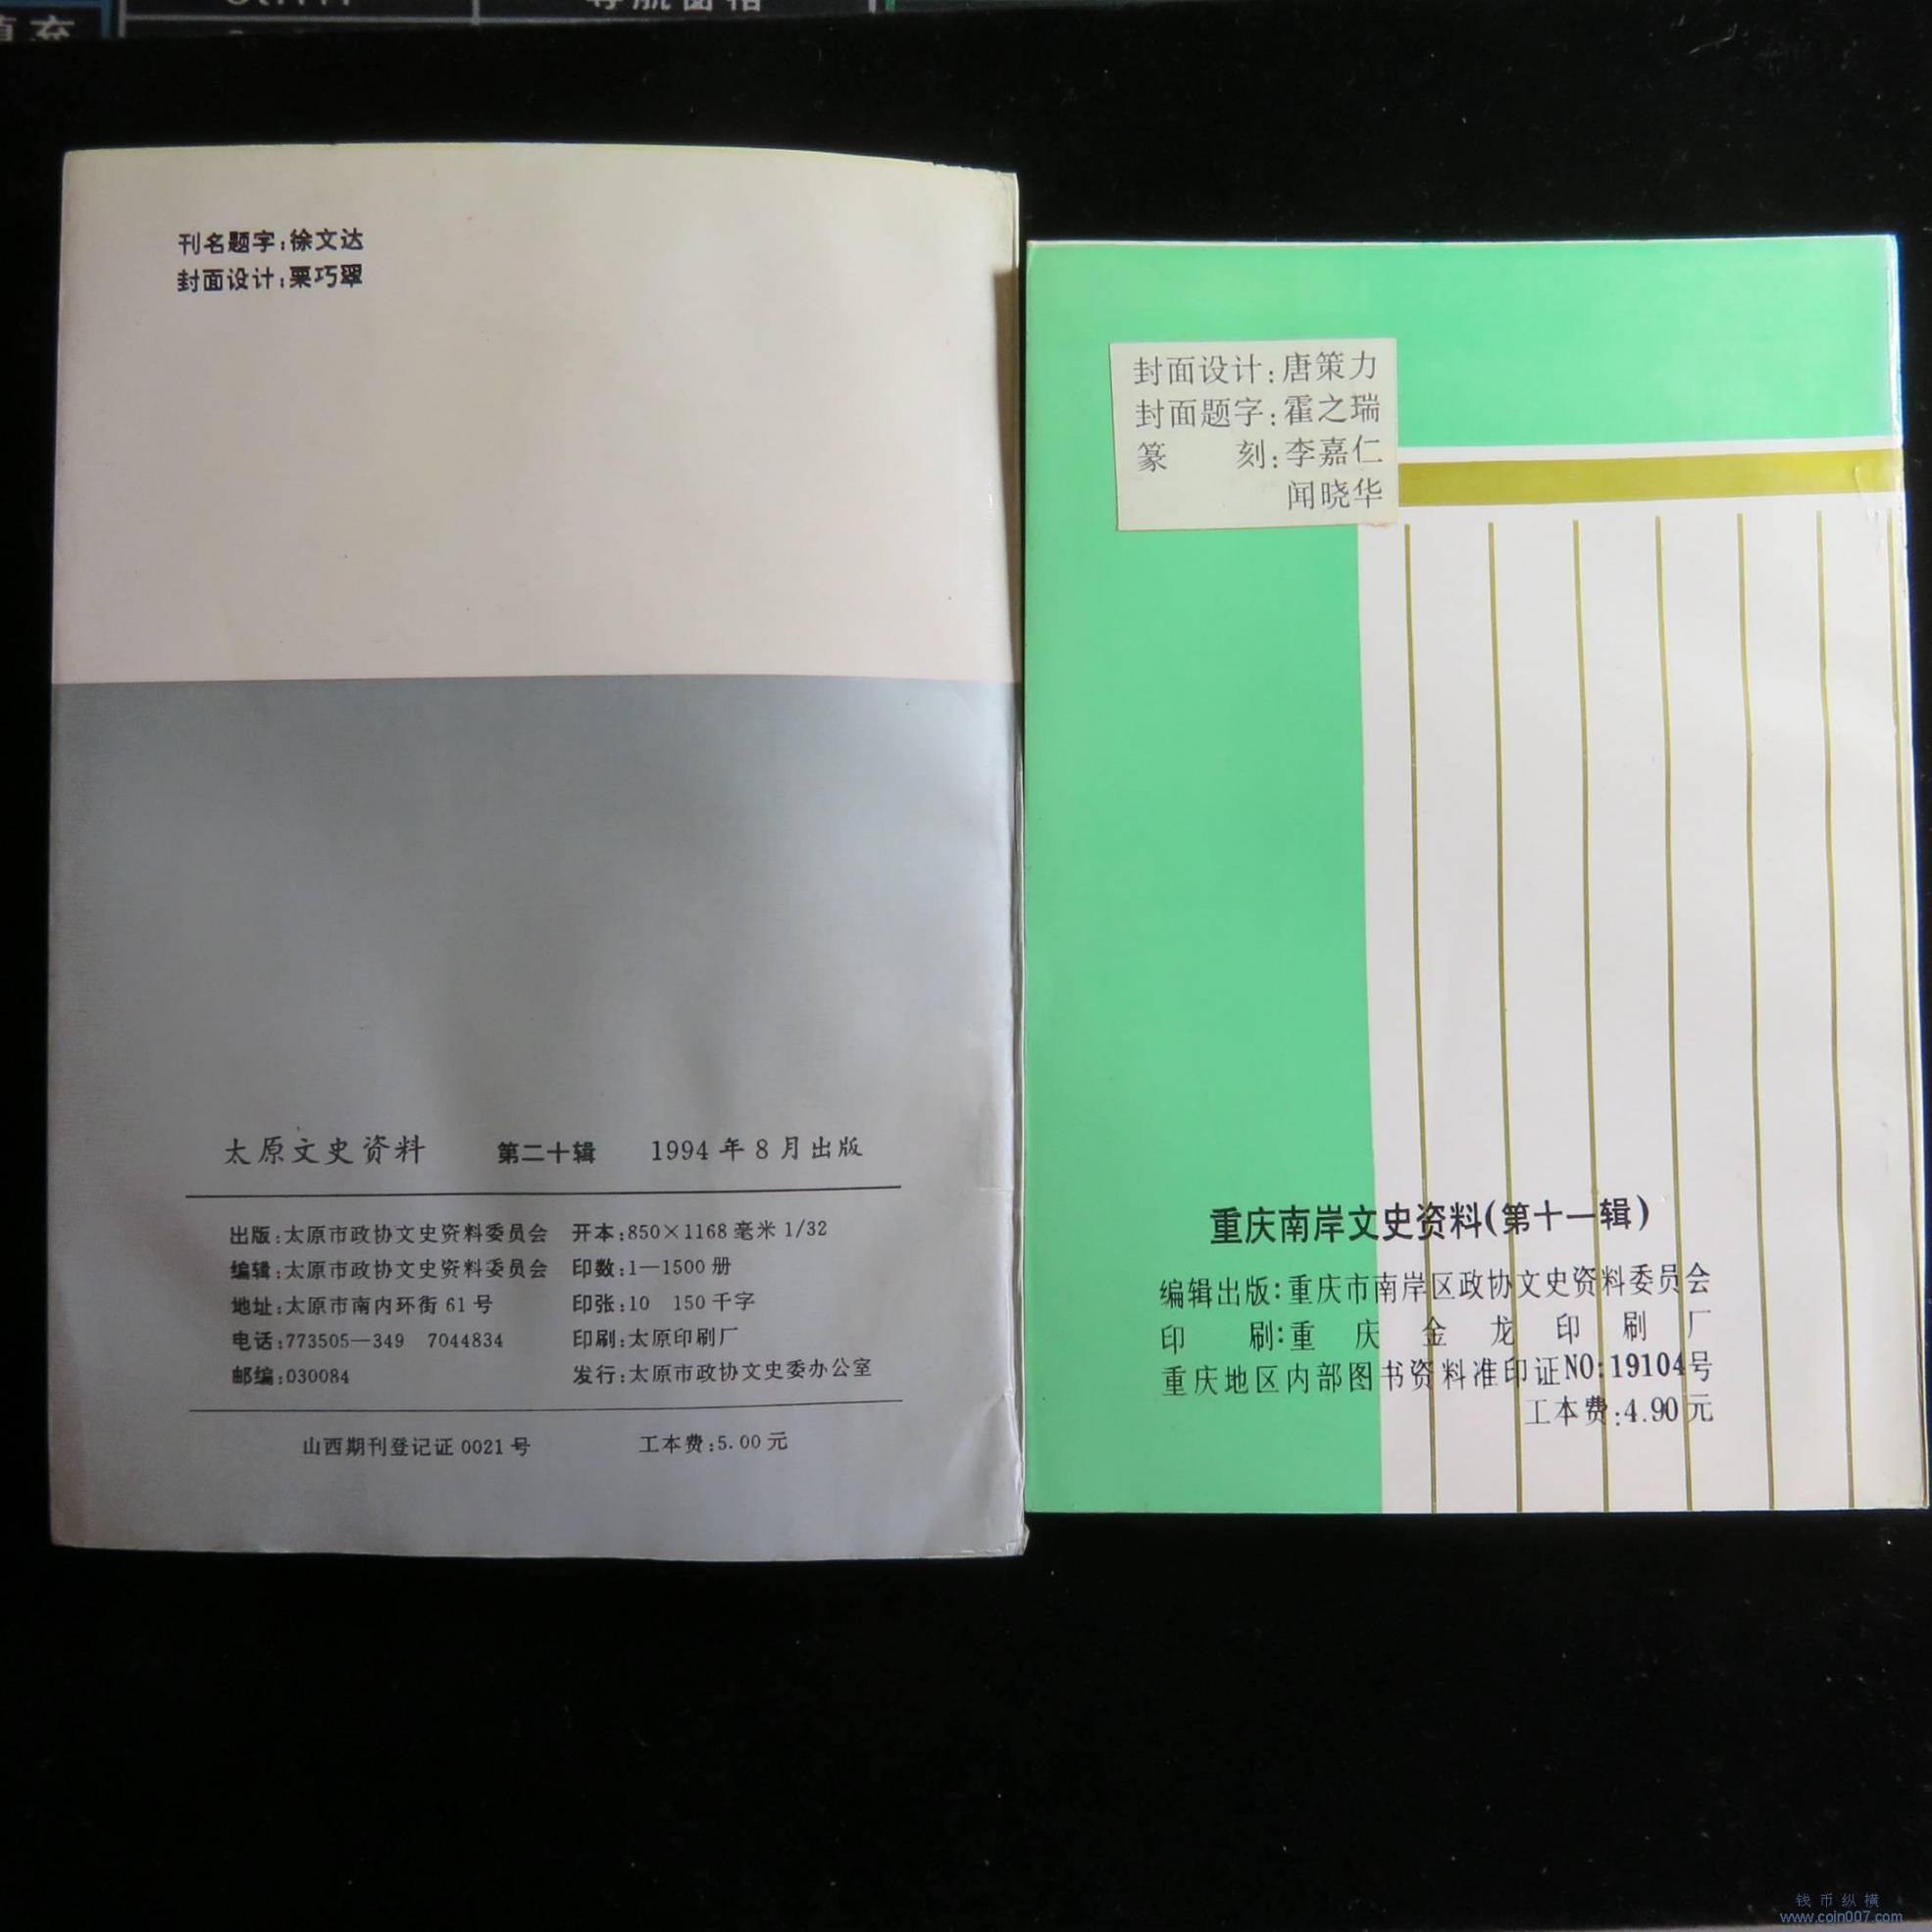 导航窗格
填充
刊名题字:徐文达
封面设计:栗巧翠
太原文史资料 第二十辑 1994年8月出版
出版:太原市政协文史资料委员会 开本:850×1168毫米1/32
编辑:太原市政协文史资料委员会 印数:1—1500册
地址:太原市南内环街61号 印张:10 150千字
电话:773505—349 7044834 印刷:太原印刷厂
邮编:030084 发行:太原市政协文史委办公室
山西期刊登记证0021号 工本费:5.00元
封面设计:唐策力
封面题字:霍之瑞
篆 刻:李嘉仁
闻晓华
重庆南岸文史资料(第十一辑)
编辑出版:重庆市南岸区政协文史资料委员会
印 刷:重庆金龙印刷厂
重庆地区内部图书资料准印证NO:19104号
工本费:4.90元
钱币纵横
www.coin007.com